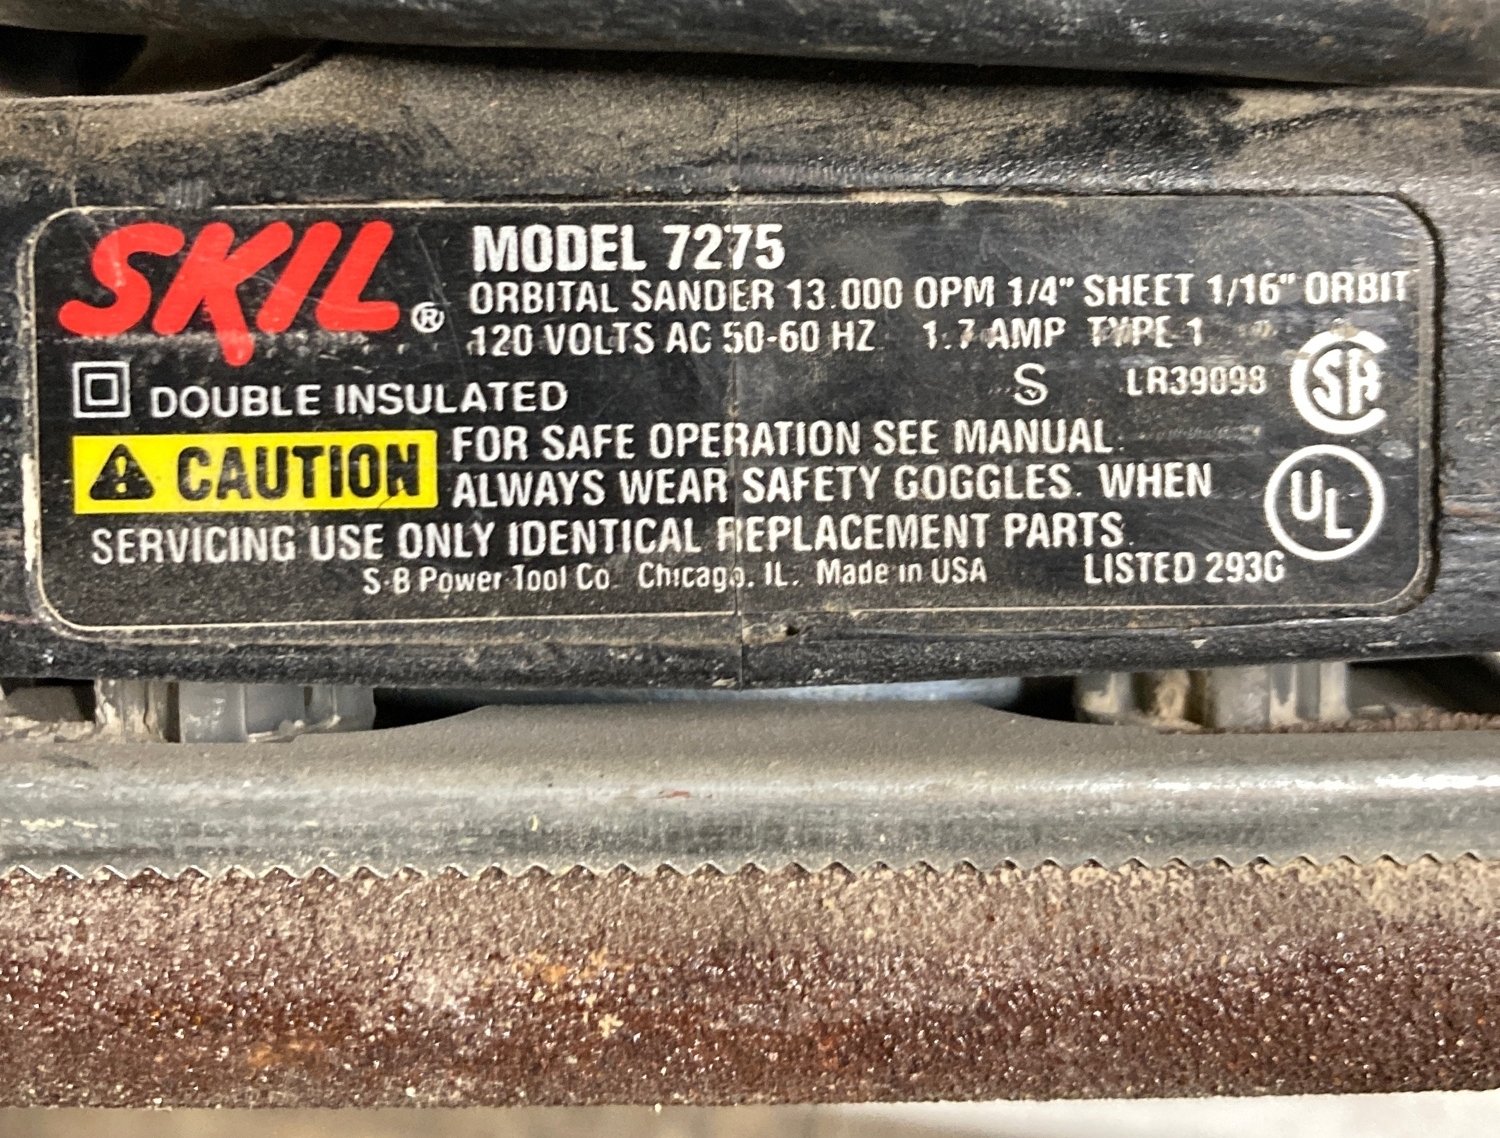 SKIL®
MODEL 7275
ORBITAL SANDER 13.000 OPM 1/4" SHEET 1/16" ORBIT
120 VOLTS AC 50-60 HZ 1.7 AMP TYPE 1
DOUBLE INSULATED
S LR39098 SA
CAUTION FOR SAFE OPERATION SEE MANUAL.
ALWAYS WEAR SAFETY GOGGLES. WHEN
UL
SERVICING USE ONLY IDENTICAL REPLACEMENT PARTS.
S-B Power Tool Co. Chicago, IL. Made in USA LISTED 293G